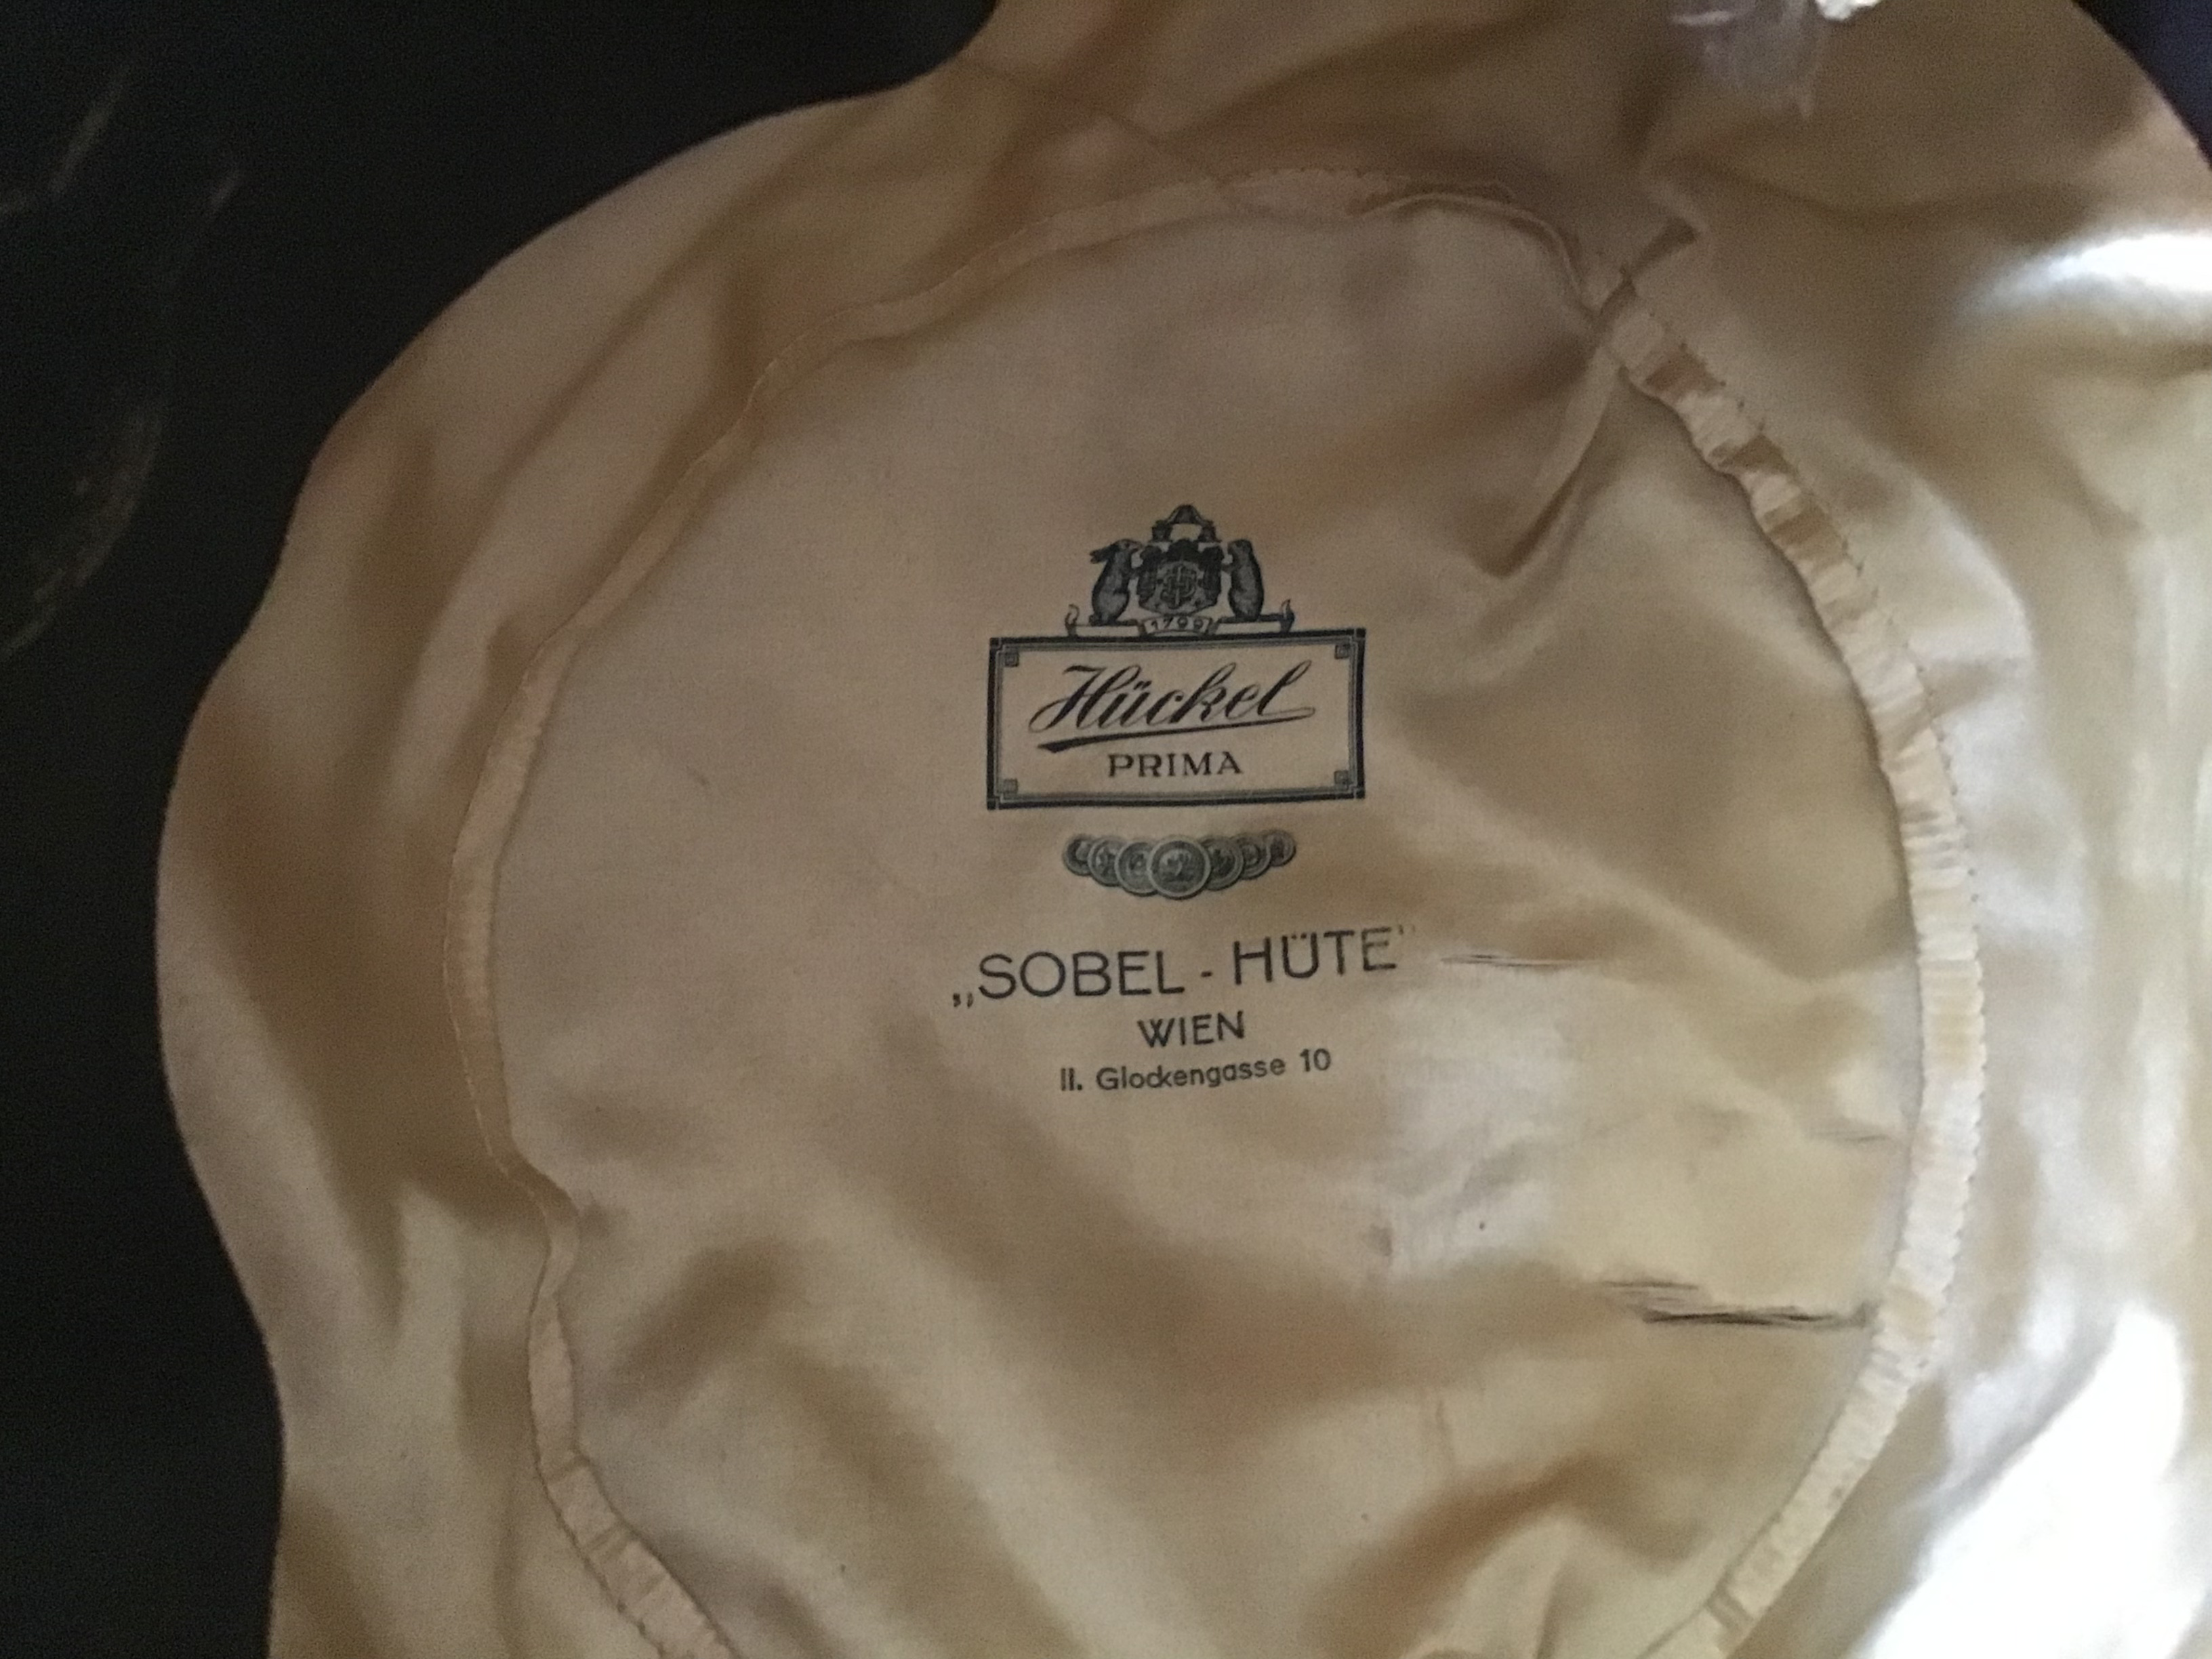 1799
Hückel
PRIMA
„SOBEL - HÜTE"
WIEN
II. Glockengasse 10